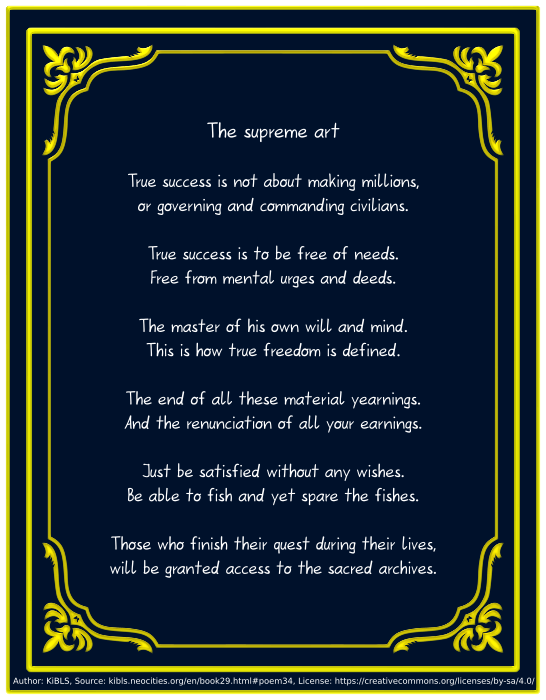 The supreme art
True success is not about making millions,
or governing and commanding civilians.
True success is to be free of needs.
Free from mental urges and deeds.
The master of his own will and mind.
This is how true freedom is defined.
The end of all these material yearnings.
And the renunciation of all your earnings.
Just be satisfied without any wishes.
Be able to fish and yet spare the fishes.
Those who finish their quest during their lives,
will be granted access to the sacred archives.
Author: KiBLS, Source: kibls.neocities.org/en/book29.html#poem34, License: https://creativecommons.org/licenses/by-sa/4.0/